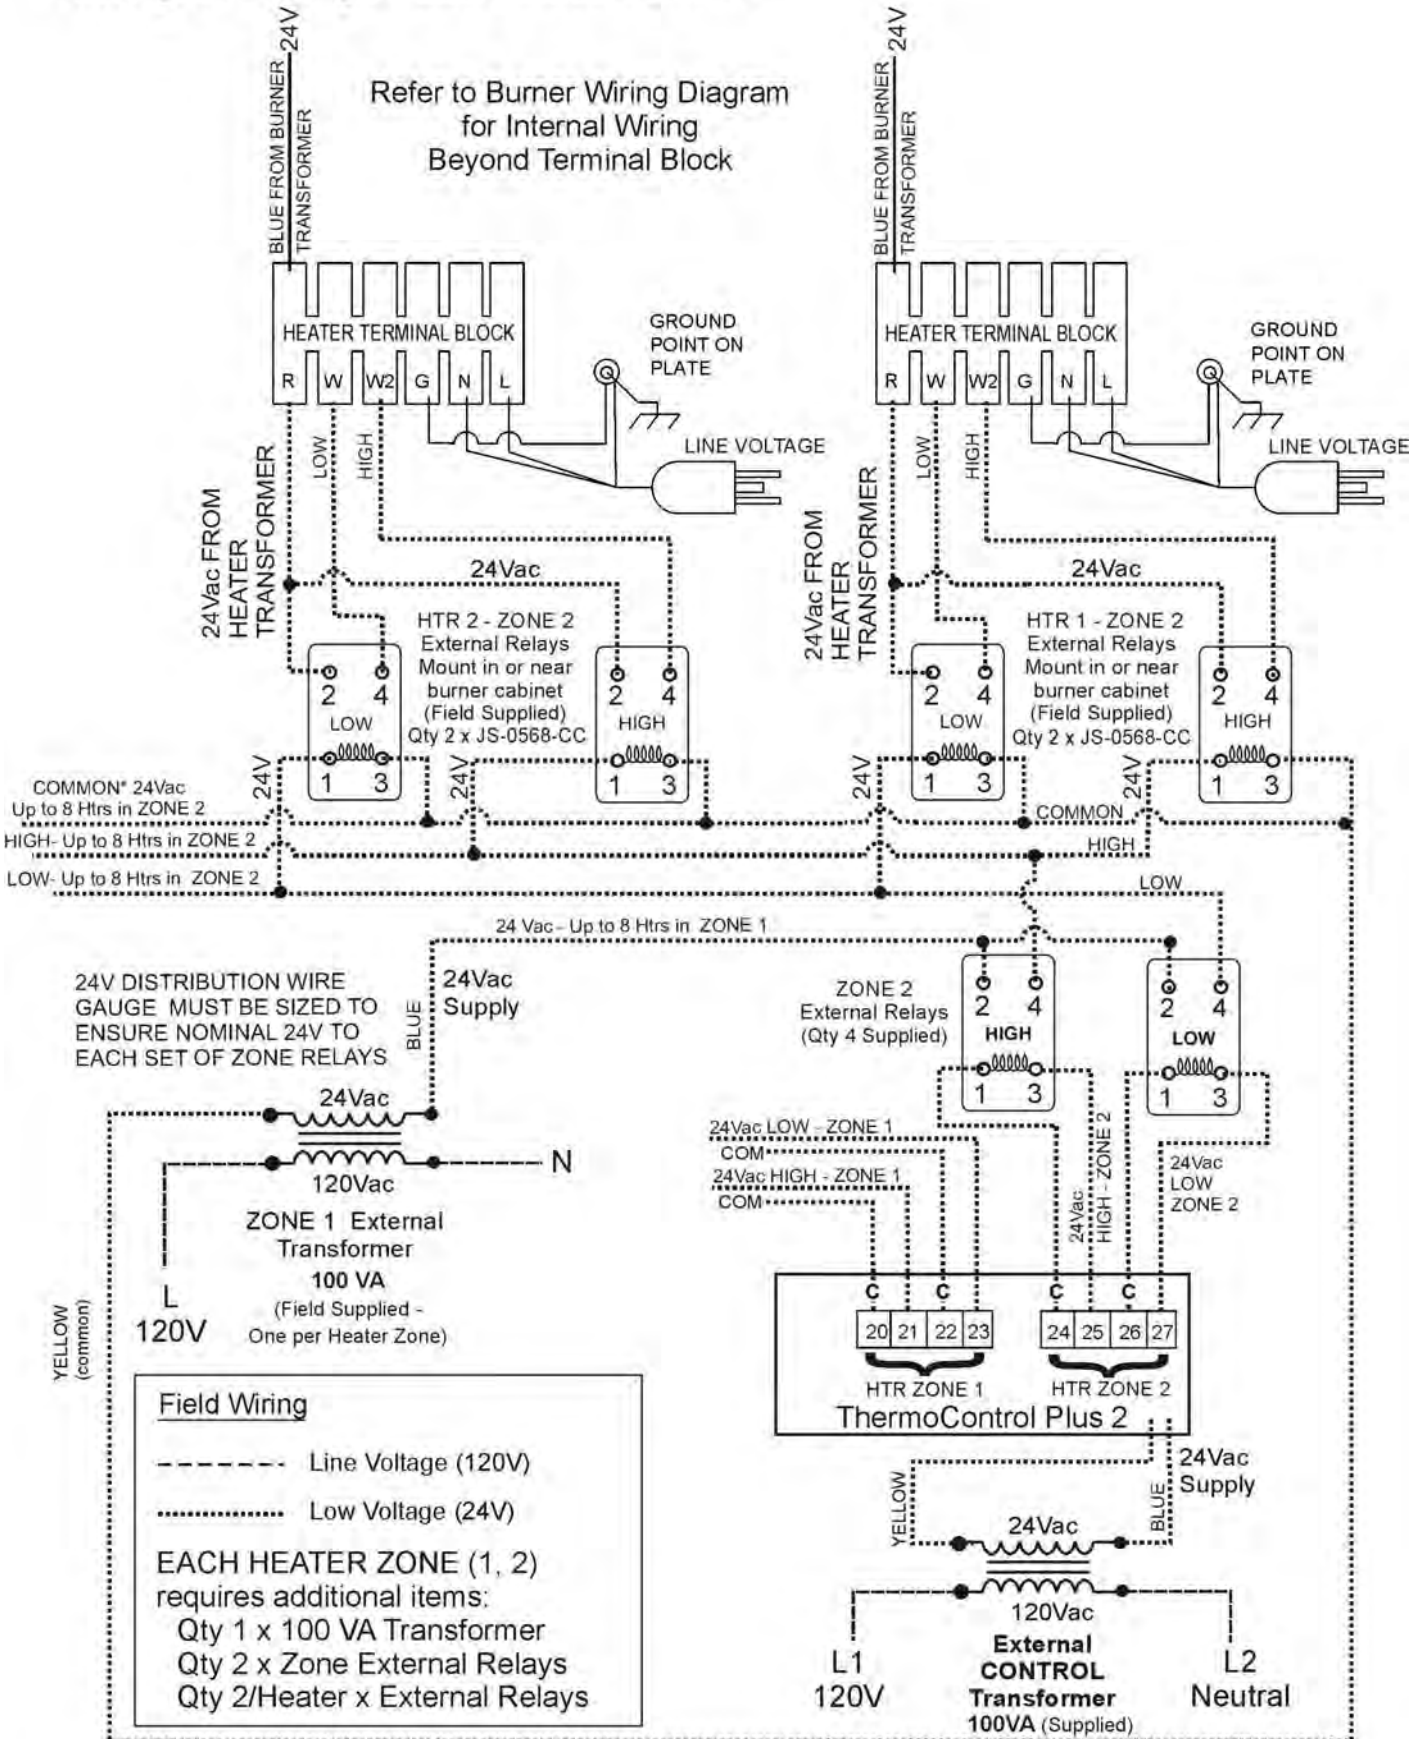 24V
24V
BLUE FROM BURNER
TRANSFORMER
BLUE FROM BURNER
TRANSFORMER
Refer to Burner Wiring Diagram
for Internal Wiring
Beyond Terminal Block
HEATER TERMINAL BLOCK
R W W2 G N L
GROUND
POINT ON
PLATE
LINE VOLTAGE
HEATER TERMINAL BLOCK
R W W2 G N L
GROUND
POINT ON
PLATE
LINE VOLTAGE
LOW
HIGH
24Vac FROM
HEATER
TRANSFORMER
24Vac
LOW
HIGH
24Vac FROM
HEATER
TRANSFORMER
24Vac
HTR 2 - ZONE 2
External Relays
Mount in or near
burner cabinet
(Field Supplied)
Qty 2 x JS-0568-CC
HTR 1 - ZONE 2
External Relays
Mount in or near
burner cabinet
(Field Supplied)
Qty 2 x JS-0568-CC
2 4
LOW
1 3
2 4
HIGH
1 3
2 4
LOW
1 3
2 4
HIGH
1 3
24V
24V
24V
24V
COMMON* 24Vac
Up to 8 Htrs in ZONE 2
COMMON
HIGH- Up to 8 Htrs in ZONE 2
HIGH
LOW- Up to 8 Htrs in ZONE 2
LOW
24 Vac - Up to 8 Htrs in ZONE 1
24V DISTRIBUTION WIRE
GAUGE MUST BE SIZED TO
ENSURE NOMINAL 24V TO
EACH SET OF ZONE RELAYS
BLUE
24Vac
Supply
ZONE 2
External Relays
(Qty 4 Supplied)
2 4
HIGH
1 3
2 4
LOW
1 3
24Vac
120Vac
N
L
120V
ZONE 1 External
Transformer
100 VA
(Field Supplied -
One per Heater Zone)
YELLOW
(common)
24Vac LOW - ZONE 1
COM
24Vac HIGH - ZONE 1
COM
24Vac
HIGH - ZONE 2
24Vac
LOW
ZONE 2
C C C C
20 21 22 23 24 25 26 27
HTR ZONE 1 HTR ZONE 2
ThermoControl Plus 2
Field Wiring
Line Voltage (120V)
Low Voltage (24V)
EACH HEATER ZONE (1, 2)
requires additional items:
Qty 1 x 100 VA Transformer
Qty 2 x Zone External Relays
Qty 2/Heater x External Relays
YELLOW
BLUE
24Vac
Supply
24Vac
120Vac
L1
120V
External
CONTROL
Transformer
100VA (Supplied)
L2
Neutral